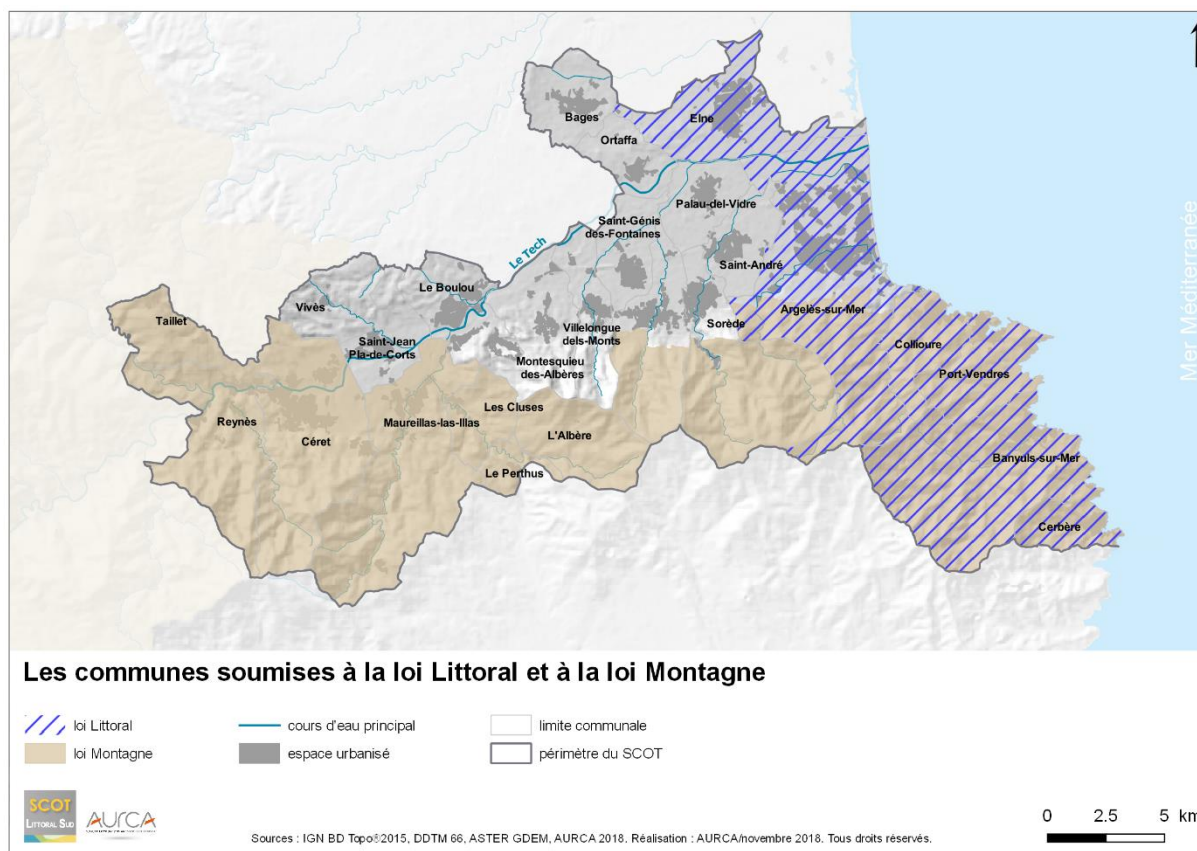 Bages
Elne
Ortaffa
Palau-del-Vidre
Saint-Génis
des-Fontaines
Mer Méditerranée
Le Tech
Saint-André
Le Boulou
Vivès
Taillet
Argelès-sur-Mer
Sorède
Villelongue
dels-Monts
Saint-Jean
Pla-de-Corts
Collioure
Montesquieu
des-Albères
Port-Vendres
Les Cluses
Reynès
Maureillas-las-Illas
L'Albère
Céret
Banyuls-sur-Mer
Le Perthus
Cerbère
Les communes soumises à la loi Littoral et à la loi Montagne
loi Littoral
cours d'eau principal
limite communale
loi Montagne
espace urbanisé
périmètre du SCOT
SCOT
LITTORAL SUD
AURCA
0 2.5 5 km
Sources : IGN BD Topo®2015, DDTM 66, ASTER GDEM, AURCA 2018. Réalisation : AURCA/novembre 2018. Tous droits réservés.